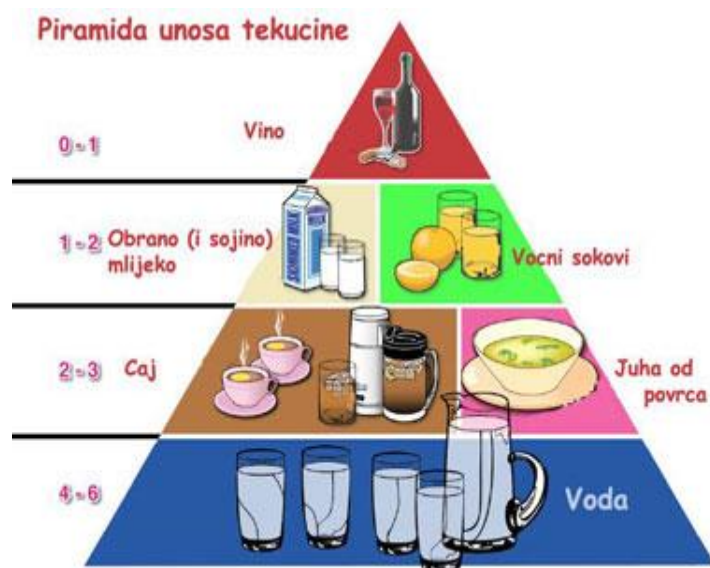 Piramida unosa tekucine
0-1
Vino
1-2
Obrano (i sojino)
mlijeko
Vocni sokovi
2-3
Caj
Juha od
povrca
4-6
Voda